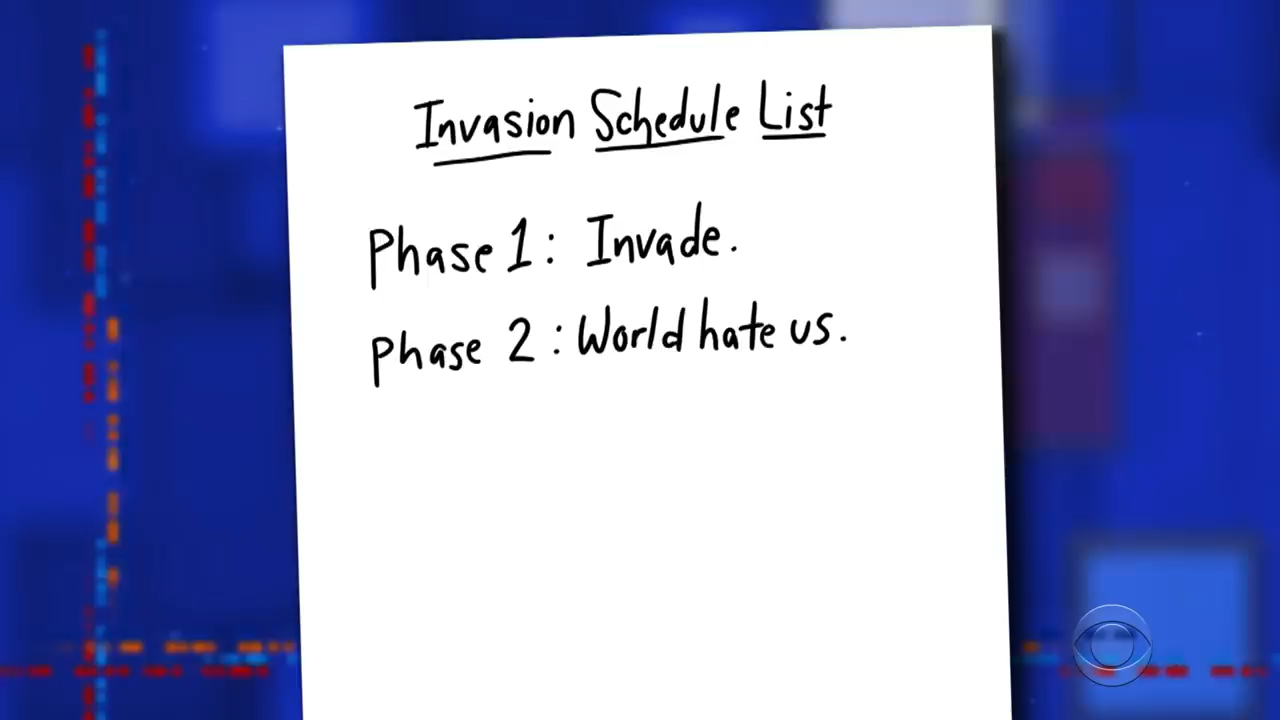 Invasion Schedule List
Phase 1: Invade.
Phase 2: World hate us.